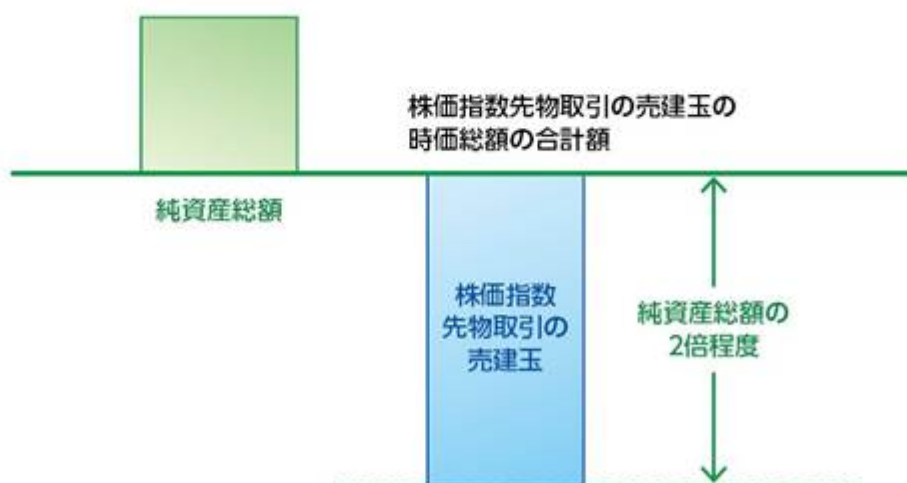 株価指数先物取引の売建玉の
時価総額の合計額
純資産総額
株価指数
先物取引の
売建玉
純資産総額の
2倍程度